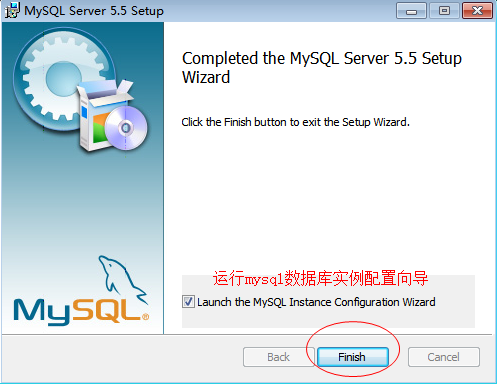 MySQL Server 5.5 Setup
Completed the MySQL Server 5.5 Setup
Wizard
Click the Finish button to exit the Setup Wizard.
运行mysql数据库实例配置向导
Launch the MySQL Instance Configuration Wizard
MySQL®
Back
Finish
Cancel